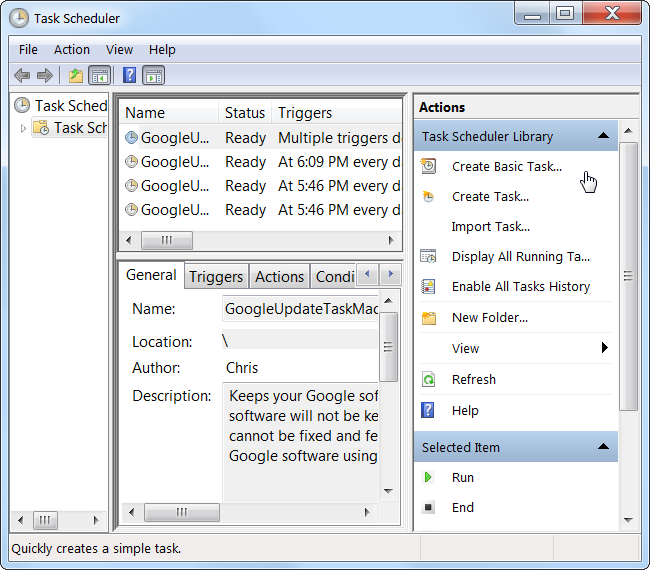 Task Scheduler
File Action View Help
Task Sched
Task Sch
Name Status Triggers
GoogleU... Ready Multiple triggers d
GoogleU... Ready At 6:09 PM every d
GoogleU... Ready At 5:46 PM every d
GoogleU... Ready At 5:46 PM every d
General Triggers Actions Condi
Name: GoogleUpdateTaskMac
Location: \
Author: Chris
Description: Keeps your Google sof
software will not be ke
cannot be fixed and fe
Google software using
Actions
Task Scheduler Library
Create Basic Task...
Create Task...
Import Task...
Display All Running Ta...
Enable All Tasks History
New Folder...
View
Refresh
Help
Selected Item
Run
End
Quickly creates a simple task.